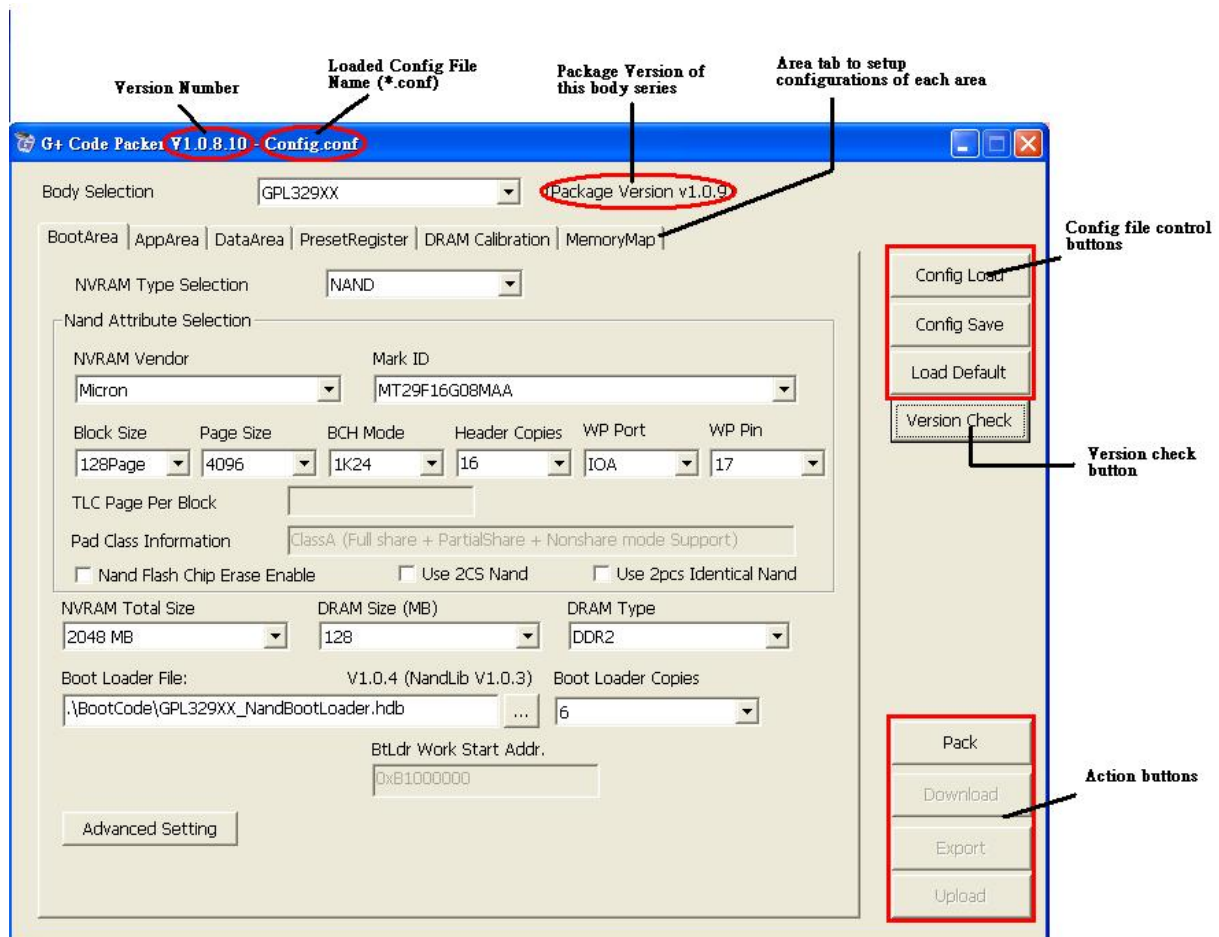 Version Number
Loaded Config File
Name (*.conf)
Package Version of
this body series
Area tab to setup
configurations of each area
G+ Code Packer V1.0.8.10 - Config.conf
Body Selection
GPL329XX
Package Version v1.0.9
BootArea
AppArea
DataArea
PresetRegister
DRAM Calibration
MemoryMap
Config file control
buttons
NVRAM Type Selection
NAND
Config Load
Nand Attribute Selection
Config Save
NVRAM Vendor
Mark ID
Load Default
Micron
MT29F16G08MAA
Version Check
Block Size
Page Size
BCH Mode
Header Copies
WP Port
WP Pin
128Page
4096
1K24
16
IOA
17
Version check
button
TLC Page Per Block
Pad Class Information
ClassA (Full share + PartialShare + Nonshare mode Support)
Nand Flash Chip Erase Enable
Use 2CS Nand
Use 2pcs Identical Nand
NVRAM Total Size
DRAM Size (MB)
DRAM Type
2048 MB
128
DDR2
Boot Loader File:
V1.0.4 (NandLib V1.0.3)
Boot Loader Copies
.\BootCode\GPL329XX_NandBootLoader.hdb
...
6
BtLdr Work Start Addr.
0xB1000000
Pack
Download
Action buttons
Advanced Setting
Export
Upload